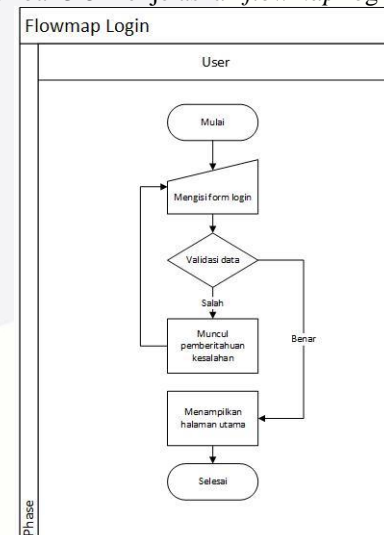 Flowmap Login
User
Mulai
Mengisi form login
Validasi data
Salah
Muncul
pemberitahuan
kesalahan
Benar
Menampilkan
halaman utama
Selesai
Phase